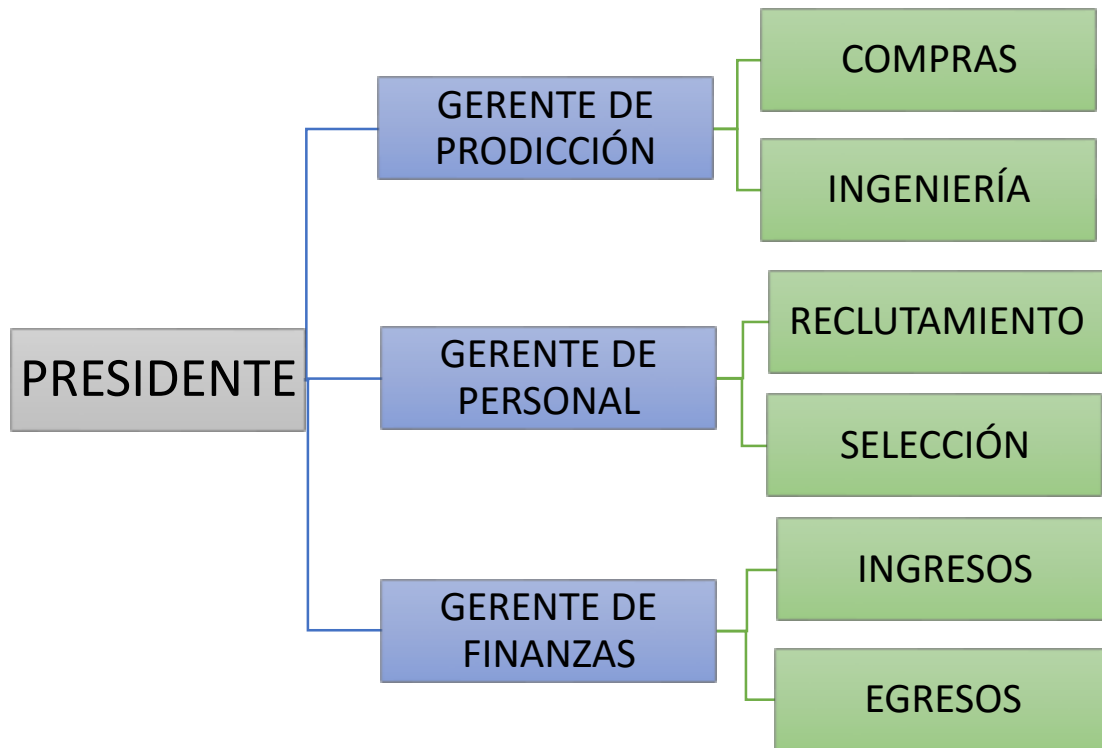 PRESIDENTE
GERENTE DE
PRODICCIÓN
COMPRAS
INGENIERÍA
GERENTE DE
PERSONAL
RECLUTAMIENTO
SELECCIÓN
GERENTE DE
FINANZAS
INGRESOS
EGRESOS